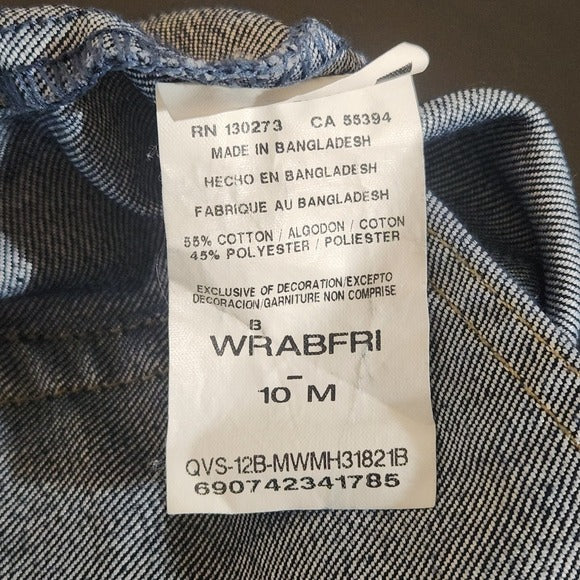 RN 130273 CA 55394
MADE IN BANGLADESH
HECHO EN BANGLADESH
FABRIQUE AU BANGLADESH
55% COTTON / ALGODON / COTON
45% POLYESTER / POLIESTER
EXCLUSIVE OF DECORATION/EXCEPTO
DECORACION/GARNITURE NON COMPRISE
B
WRABFRI
–
10 M
QVS-12B-MWMH31821B
690742341785